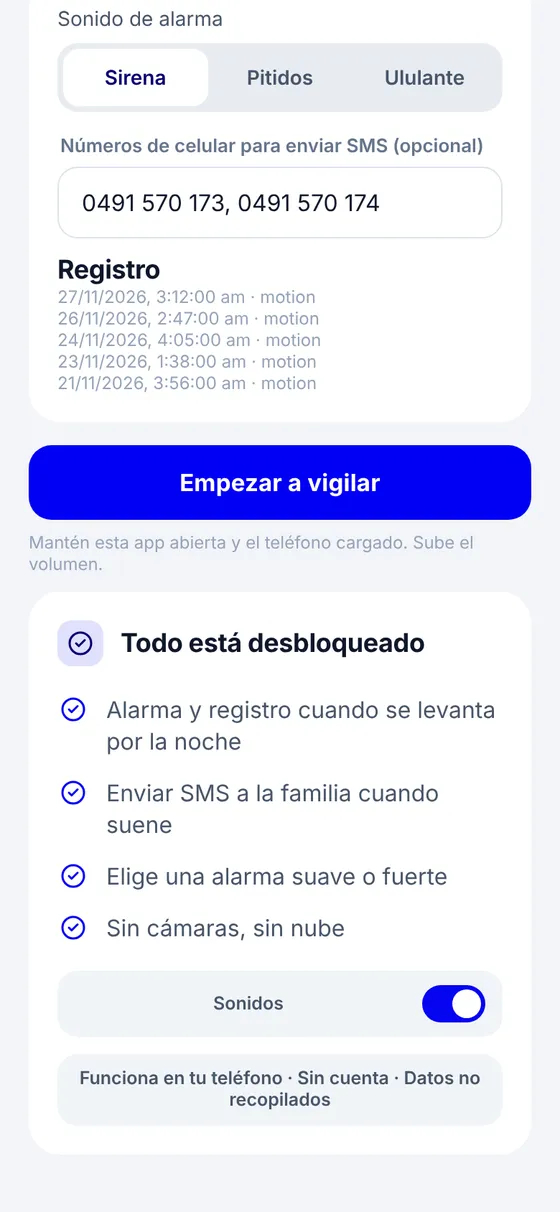 Sonido de alarma
Sirena
Pitidos
Ululante
Números de celular para enviar SMS (opcional)
0491 570 173, 0491 570 174
Registro
27/11/2026, 3:12:00 am · motion
26/11/2026, 2:47:00 am · motion
24/11/2026, 4:05:00 am · motion
23/11/2026, 1:38:00 am · motion
21/11/2026, 3:56:00 am · motion
Empezar a vigilar
Mantén esta app abierta y el teléfono cargado. Sube el
volumen.
Todo está desbloqueado
Alarma y registro cuando se levanta
por la noche
Enviar SMS a la familia cuando
suene
Elige una alarma suave o fuerte
Sin cámaras, sin nube
Sonidos
Funciona en tu teléfono · Sin cuenta · Datos no
recopilados